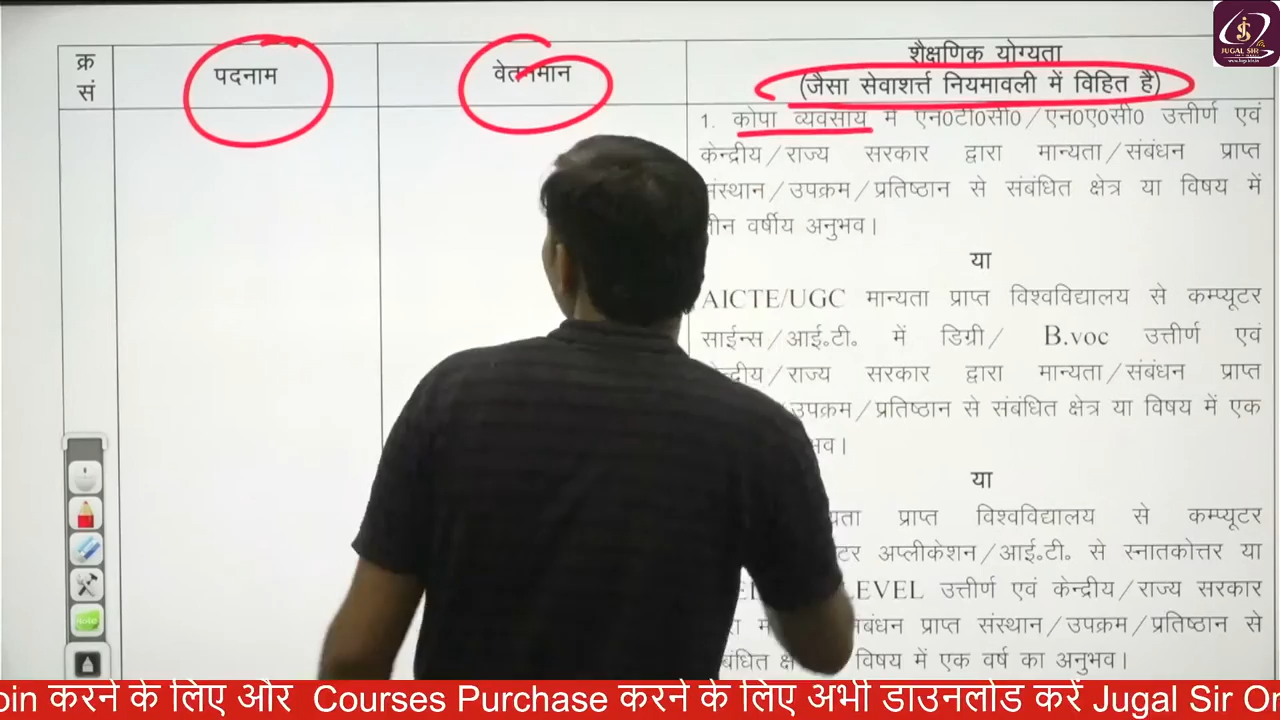 JUGAL SIR
क्र
सं
पदनाम
वेतनमान
शैक्षणिक योग्यता
(जैसा सेवाशर्त्त नियमावली में विहित है)
1. कोपा व्यवसाय में एन0टी0सी0/एन0ए0सी0 उत्तीर्ण एवं
केन्द्रीय/राज्य सरकार द्वारा मान्यता/संबंधन प्राप्त
संस्थान/उपक्रम/प्रतिष्ठान से संबंधित क्षेत्र या विषय में
तीन वर्षीय अनुभव।
या
AICTE/UGC मान्यता प्राप्त विश्वविद्यालय से कम्प्यूटर
साईन्स/आई॰टी॰ में डिग्री/ B.voc उत्तीर्ण एवं
/राज्य सरकार द्वारा मान्यता/संबंधन प्राप्त
उपक्रम/प्रतिष्ठान से संबंधित क्षेत्र या विषय में एक
या
प्राप्त विश्वविद्यालय से कम्प्यूटर
अप्लीकेशन/आई॰टी॰ से स्नातकोत्तर या
LEVEL उत्तीर्ण एवं केन्द्रीय/राज्य सरकार
प्राप्त संस्थान/उपक्रम/प्रतिष्ठान से
विषय में एक वर्ष का अनुभव।
Note
करने के लिए और Courses Purchase करने के लिए अभी डाउनलोड करें Jugal Sir